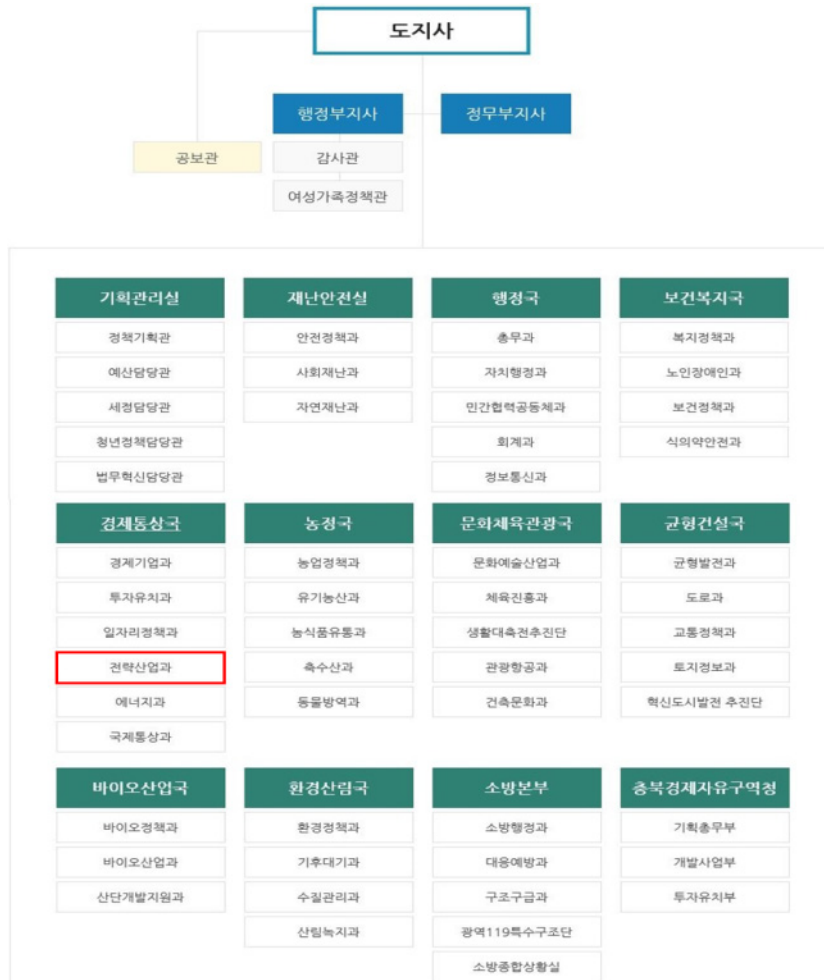 도지사
행정부지사
정무부지사
공보관
감사관
여성가족정책관
기획관리실
정책기획관
예산담당관
세정담당관
청년정책담당관
법무혁신담당관
재난안전실
안전정책과
사회재난과
자연재난과
행정국
총무과
자치행정과
민간협력공동체과
회계과
정보통신과
보건복지국
복지정책과
노인장애인과
보건정책과
식의약안전과
경제통상국
경제기업과
투자유치과
일자리정책과
전략산업과
에너지과
국제통상과
농정국
농업정책과
유기농산과
농식품유통과
축수산과
동물방역과
문화체육관광국
문화예술산업과
체육진흥과
생활대축전추진단
관광항공과
건축문화과
균형건설국
균형발전과
도로과
교통정책과
토지정보과
혁신도시발전 추진단
바이오산업국
바이오정책과
바이오산업과
산단개발지원과
환경산림국
환경정책과
기후대기과
수질관리과
산림녹지과
소방본부
소방행정과
대응예방과
구조구급과
광역119특수구조단
소방종합상황실
충북경제자유구역청
기획총무부
개발사업부
투자유치부